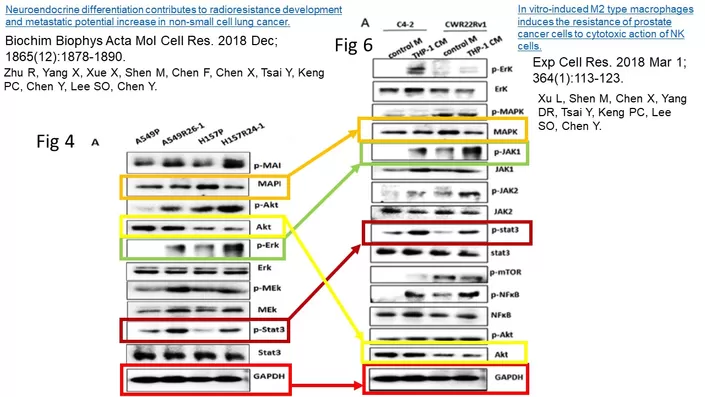 Neuroendocrine differentiation contributes to radioresistance development
and metastatic potential increase in non-small cell lung cancer.
Biochim Biophys Acta Mol Cell Res. 2018 Dec;
1865(12):1878-1890.
Zhu R, Yang X, Xue X, Shen M, Chen F, Chen X, Tsai Y, Keng
PC, Chen Y, Lee SO, Chen Y.
Fig 4
A
A549P
A549R26-1
H157P
H157R24-1
p-MAI
MAPI
p-Akt
Akt
p-Erk
Erk
p-MEk
MEk
p-Stat3
Stat3
GAPDH
Fig 6
A
C4-2
CWR22Rv1
control M
THP-1 CM
control M
THP-1 CM
p-ErK
ErK
p-MAPK
MAPK
p-JAK1
JAK1
p-JAK2
JAK2
p-stat3
stat3
p-mTOR
p-NFκB
NFκB
p-Akt
Akt
GAPDH
In vitro-induced M2 type macrophages
induces the resistance of prostate
cancer cells to cytotoxic action of NK
cells.
Exp Cell Res. 2018 Mar 1;
364(1):113-123.
Xu L, Shen M, Chen X, Yang
DR, Tsai Y, Keng PC, Lee
SO, Chen Y.